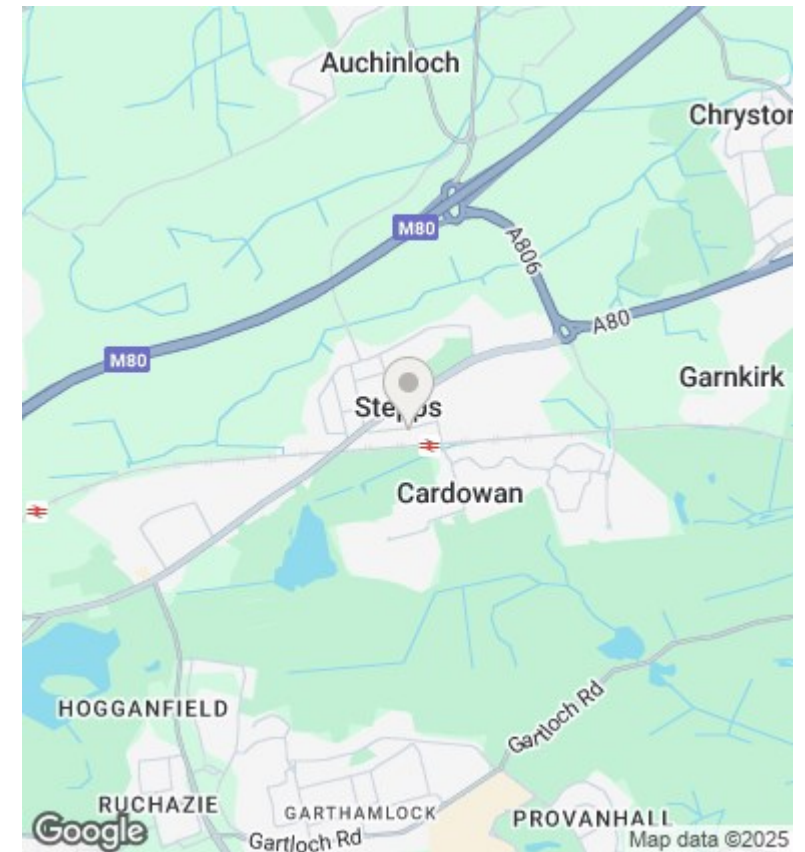 Auchinloch
Chryston
M80
A806
A80
M80
Garnkirk
Stepps
Cardowan
HOGGANFIELD
Gartloch Rd
RUCHAZIE
GARTHAMLOCK
PROVANHALL
Gartloch Rd
Google
Map data ©2025